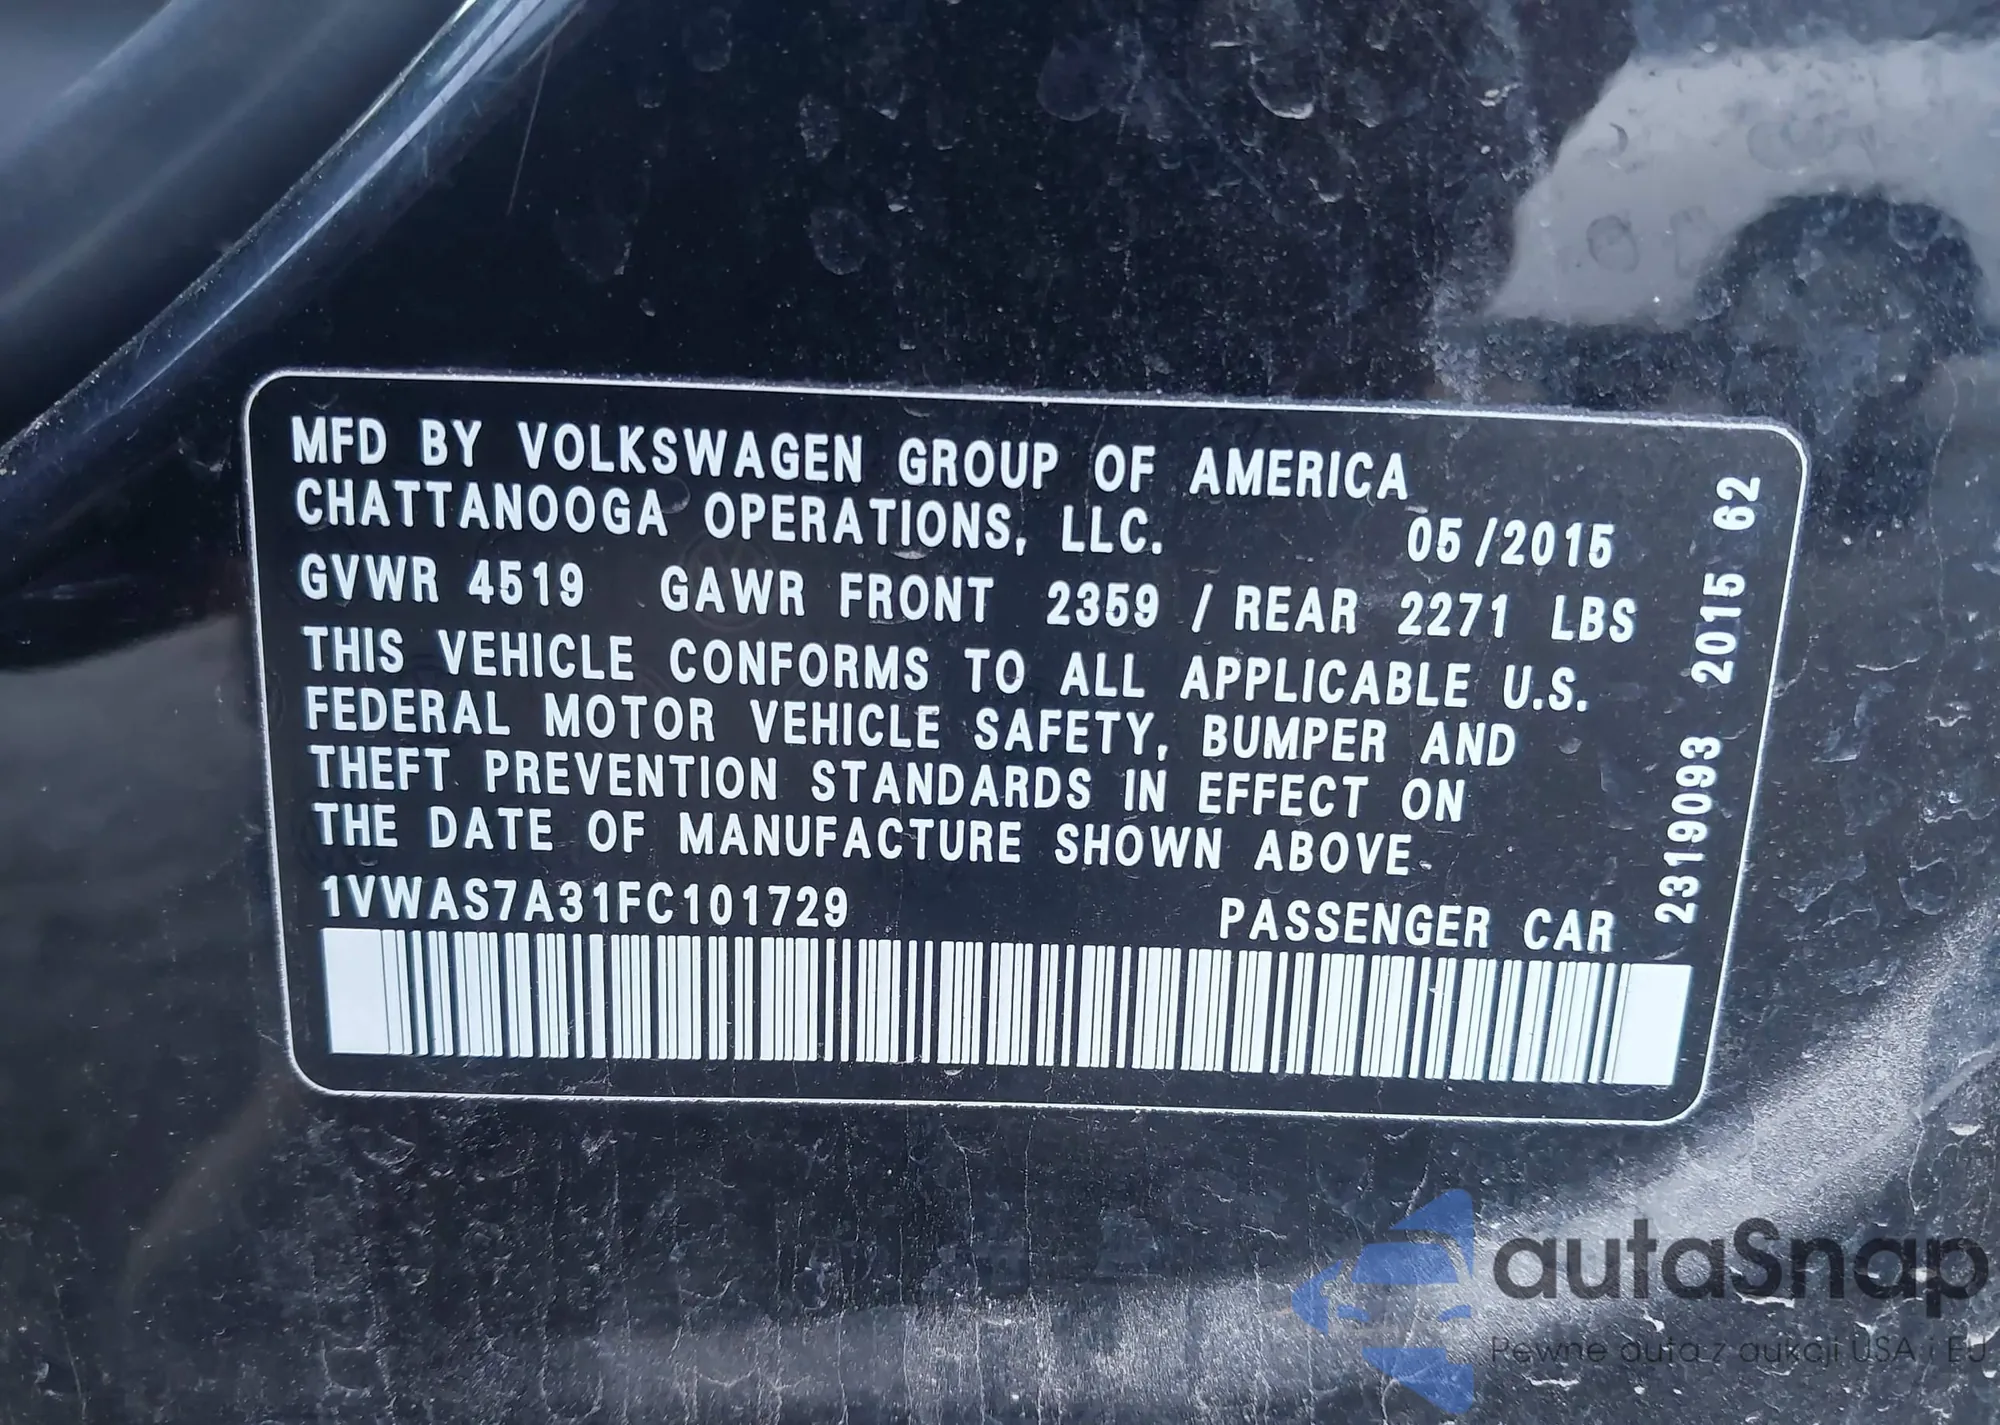 MFD BY VOLKSWAGEN GROUP OF AMERICA
CHATTANOOGA OPERATIONS, LLC. 05/2015
GVWR 4519 GAWR FRONT 2359 / REAR 2271 LBS
THIS VEHICLE CONFORMS TO ALL APPLICABLE U.S.
FEDERAL MOTOR VEHICLE SAFETY, BUMPER AND
THEFT PREVENTION STANDARDS IN EFFECT ON
THE DATE OF MANUFACTURE SHOWN ABOVE.
1VWAS7A31FC101729 PASSENGER CAR
2319093 2015 62
autaSnap
Pewne auta z aukcji USA i EU